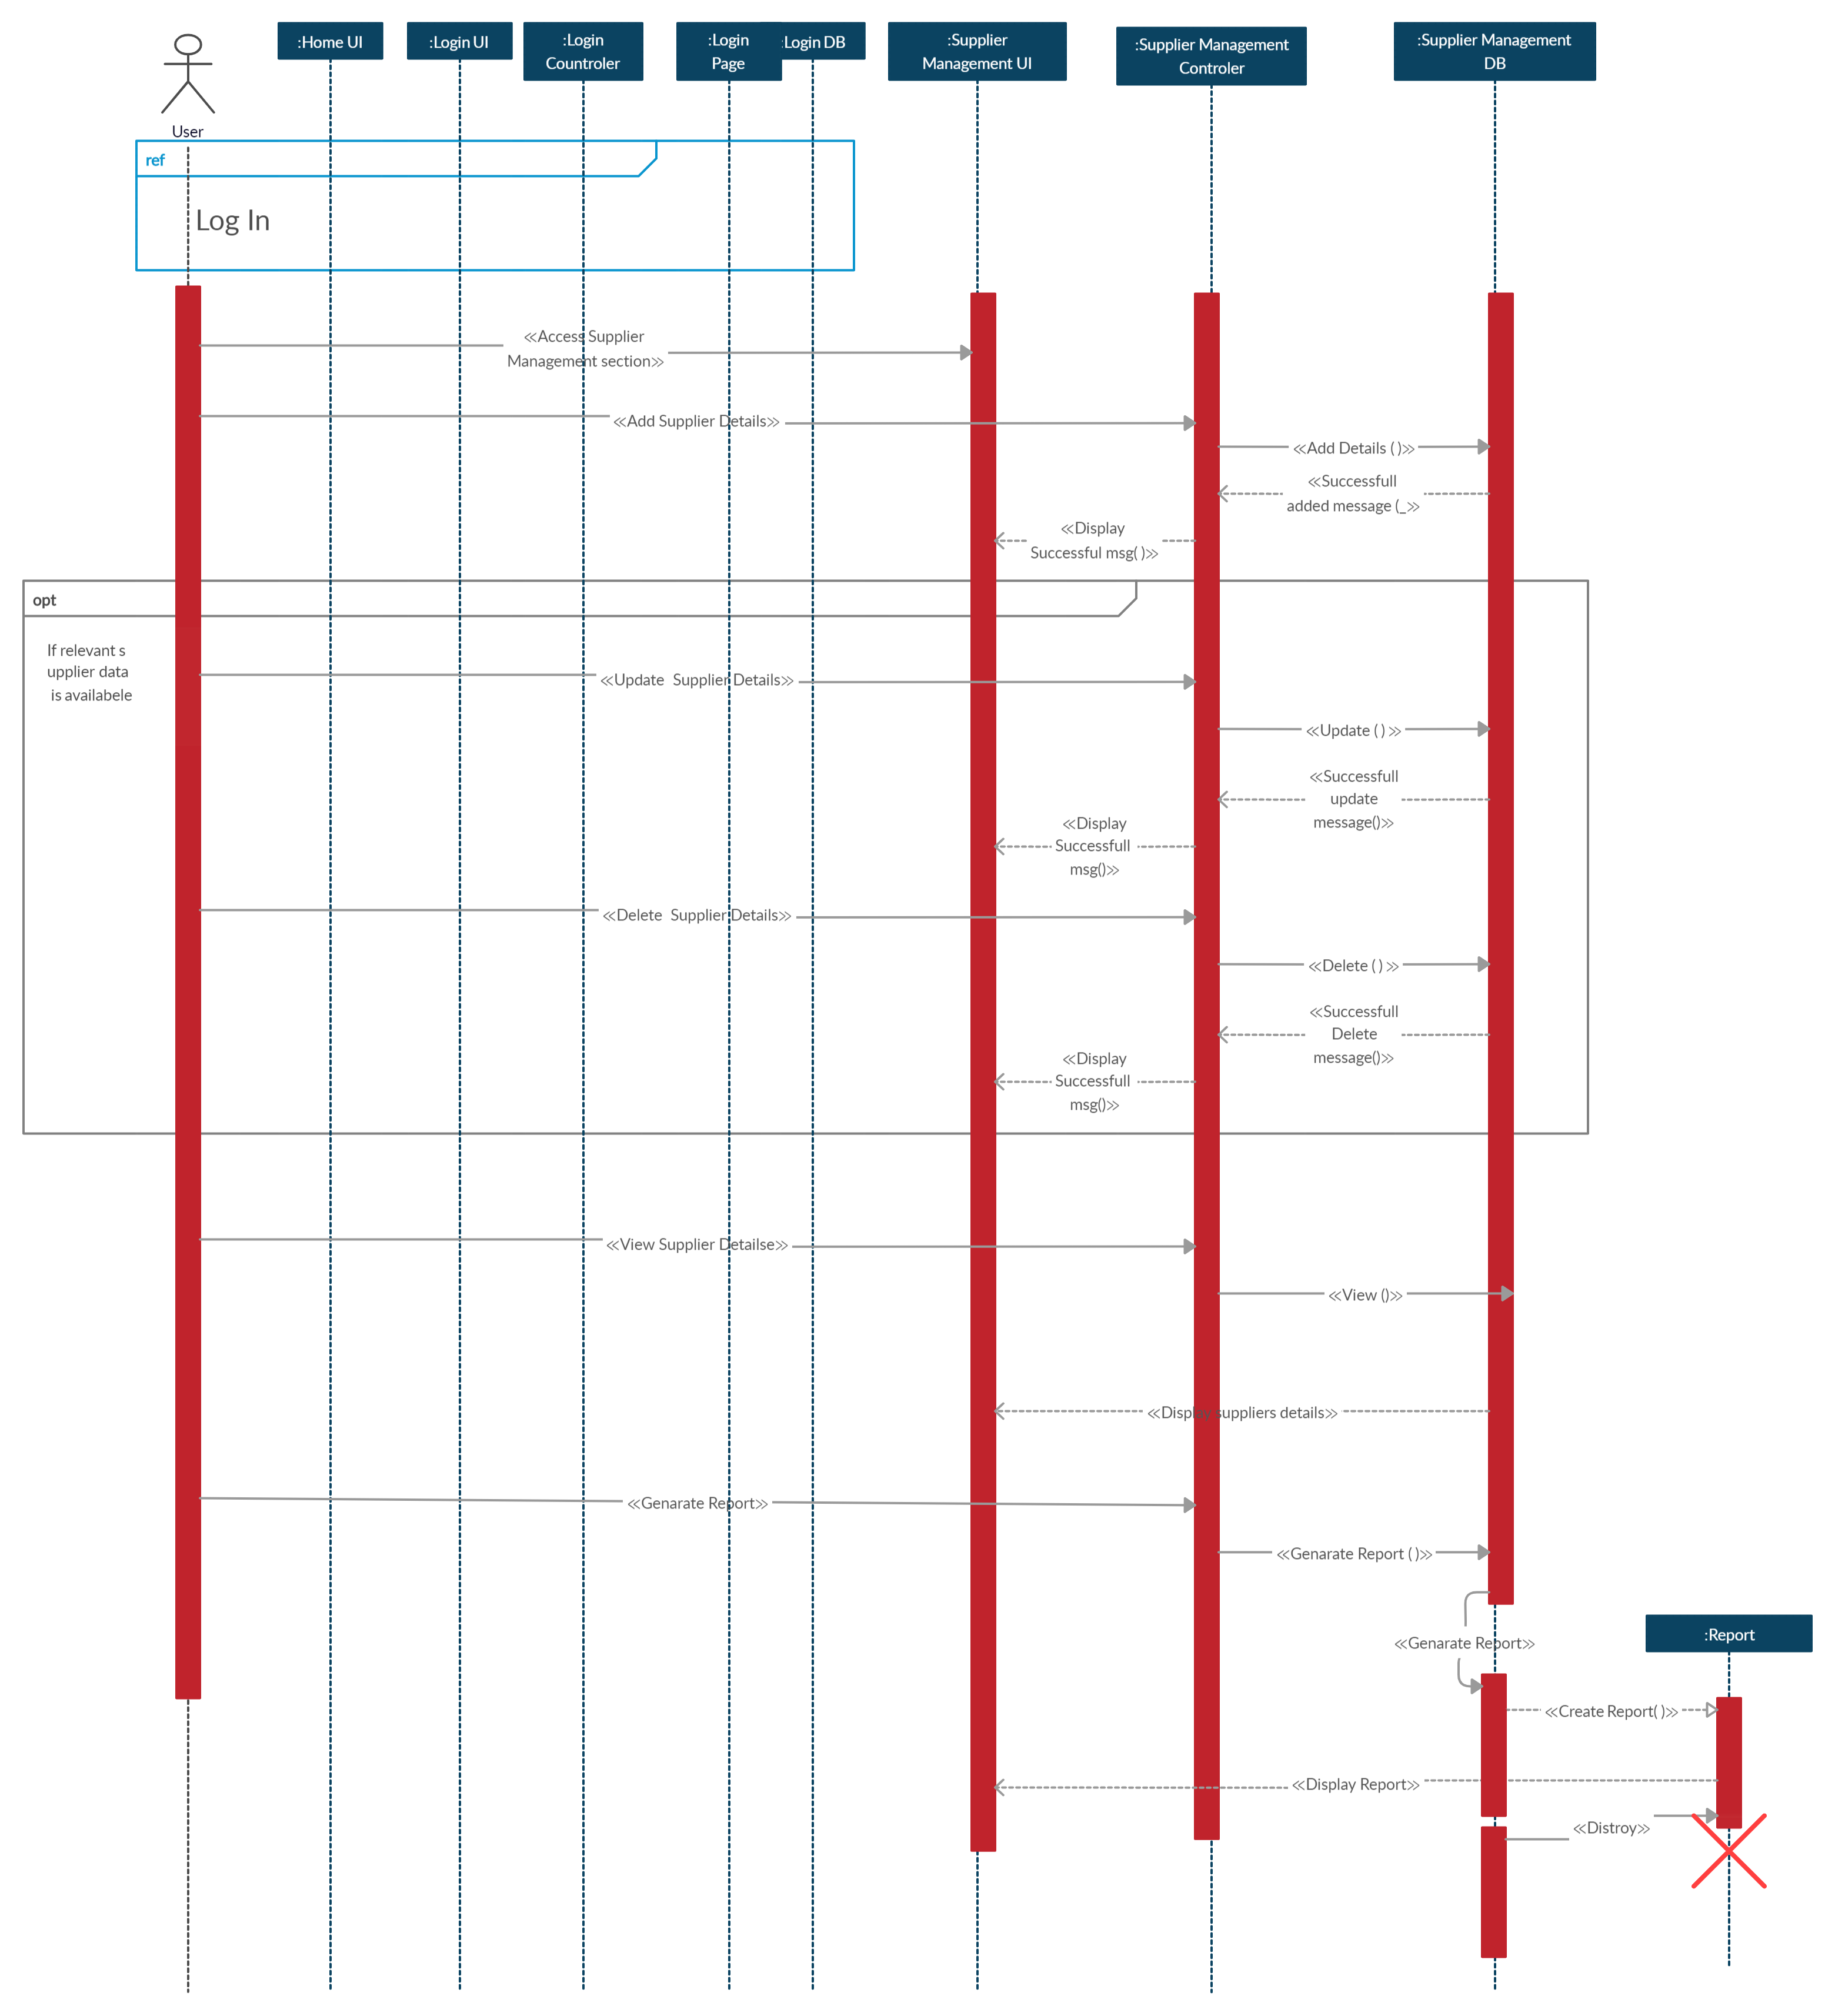 :Home UI
:Login UI
:Login
Countroler
:Login
Page
:Login DB
:Supplier
Management UI
:Supplier Management
Controler
:Supplier Management
DB
User
ref
Log In
≪Access Supplier
Management section≫
≪Add Supplier Details≫
≪Add Details ( )≫
≪Successfull
added message (_≫
≪Display
Successful msg( )≫
opt
If relevant s
upplier data
is availabele
≪Update  Supplier Details≫
≪Update ( ) ≫
≪Successfull
update
message()≫
≪Display
Successfull
msg()≫
≪Delete  Supplier Details≫
≪Delete ( ) ≫
≪Successfull
Delete
message()≫
≪Display
Successfull
msg()≫
≪View Supplier Detailse≫
≪View ()≫
≪Display suppliers details≫
≪Genarate Report≫
≪Genarate Report ( )≫
≪Genarate Report≫
:Report
≪Create Report( )≫
≪Display Report≫
≪Distroy≫